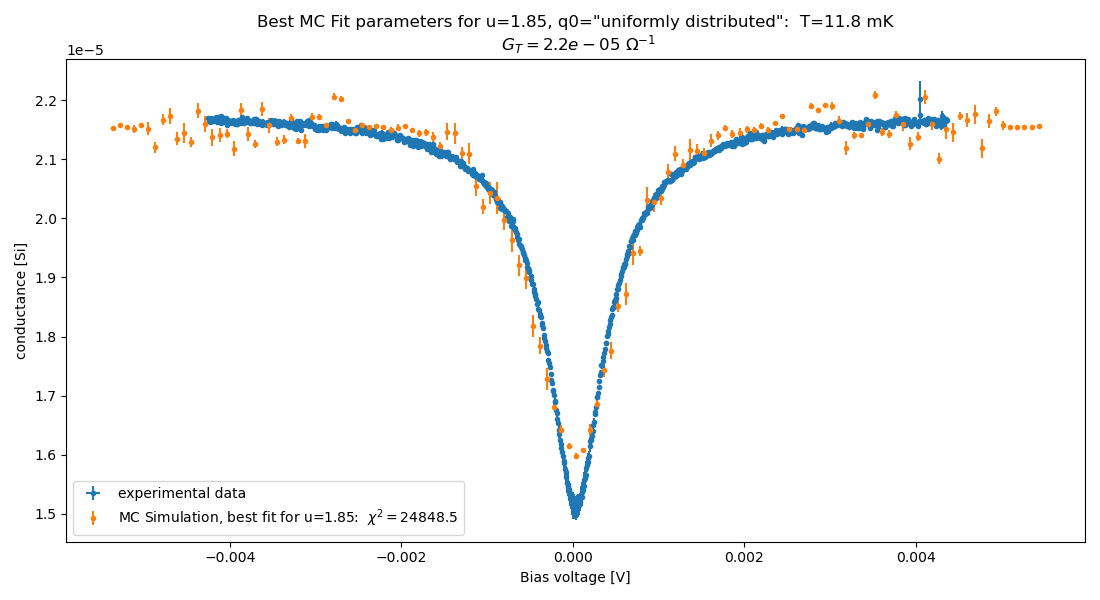 Best MC Fit parameters for u=1.85, q0="uniformly distributed":  T=11.8 mK
$G_T = 2.2e − 05 \ Ω^{-1}$
1e−5
2.2
2.1
2.0
1.9
1.8
1.7
1.6
1.5
conductance [Si]
experimental data
MC Simulation, best fit for u=1.85:  $χ^2 = 24848.5$
−0.004
−0.002
0.000
0.002
0.004
Bias voltage [V]